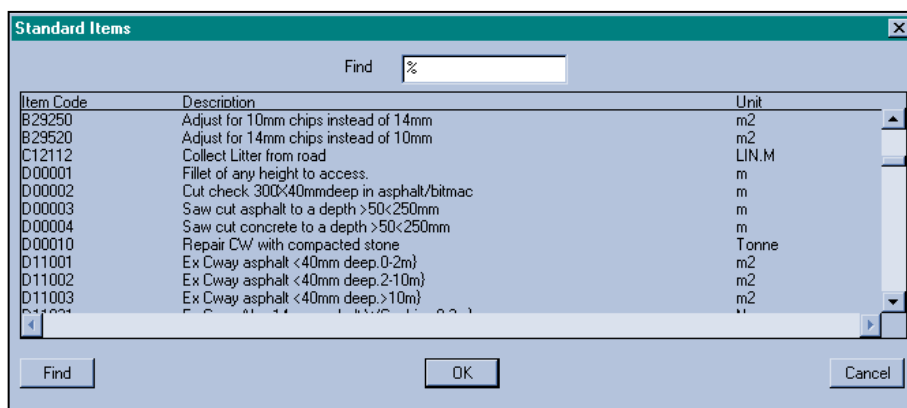 Standard Items
Find %
Item Code Description Unit
B29250 Adjust for 10mm chips instead of 14mm m2
B29520 Adjust for 14mm chips instead of 10mm m2
C12112 Collect Litter from road LIN.M
D00001 Fillet of any height to access. m
D00002 Cut check 300X40mmdeep in asphalt/bitmac m
D00003 Saw cut asphalt to a depth >50<250mm m
D00004 Saw cut concrete to a depth >50<250mm m
D00010 Repair CW with compacted stone Tonne
D11001 Ex Cway asphalt <40mm deep.0-2m} m2
D11002 Ex Cway asphalt <40mm deep.2-10m} m2
D11003 Ex Cway asphalt <40mm deep.>10m} m2
Find OK Cancel